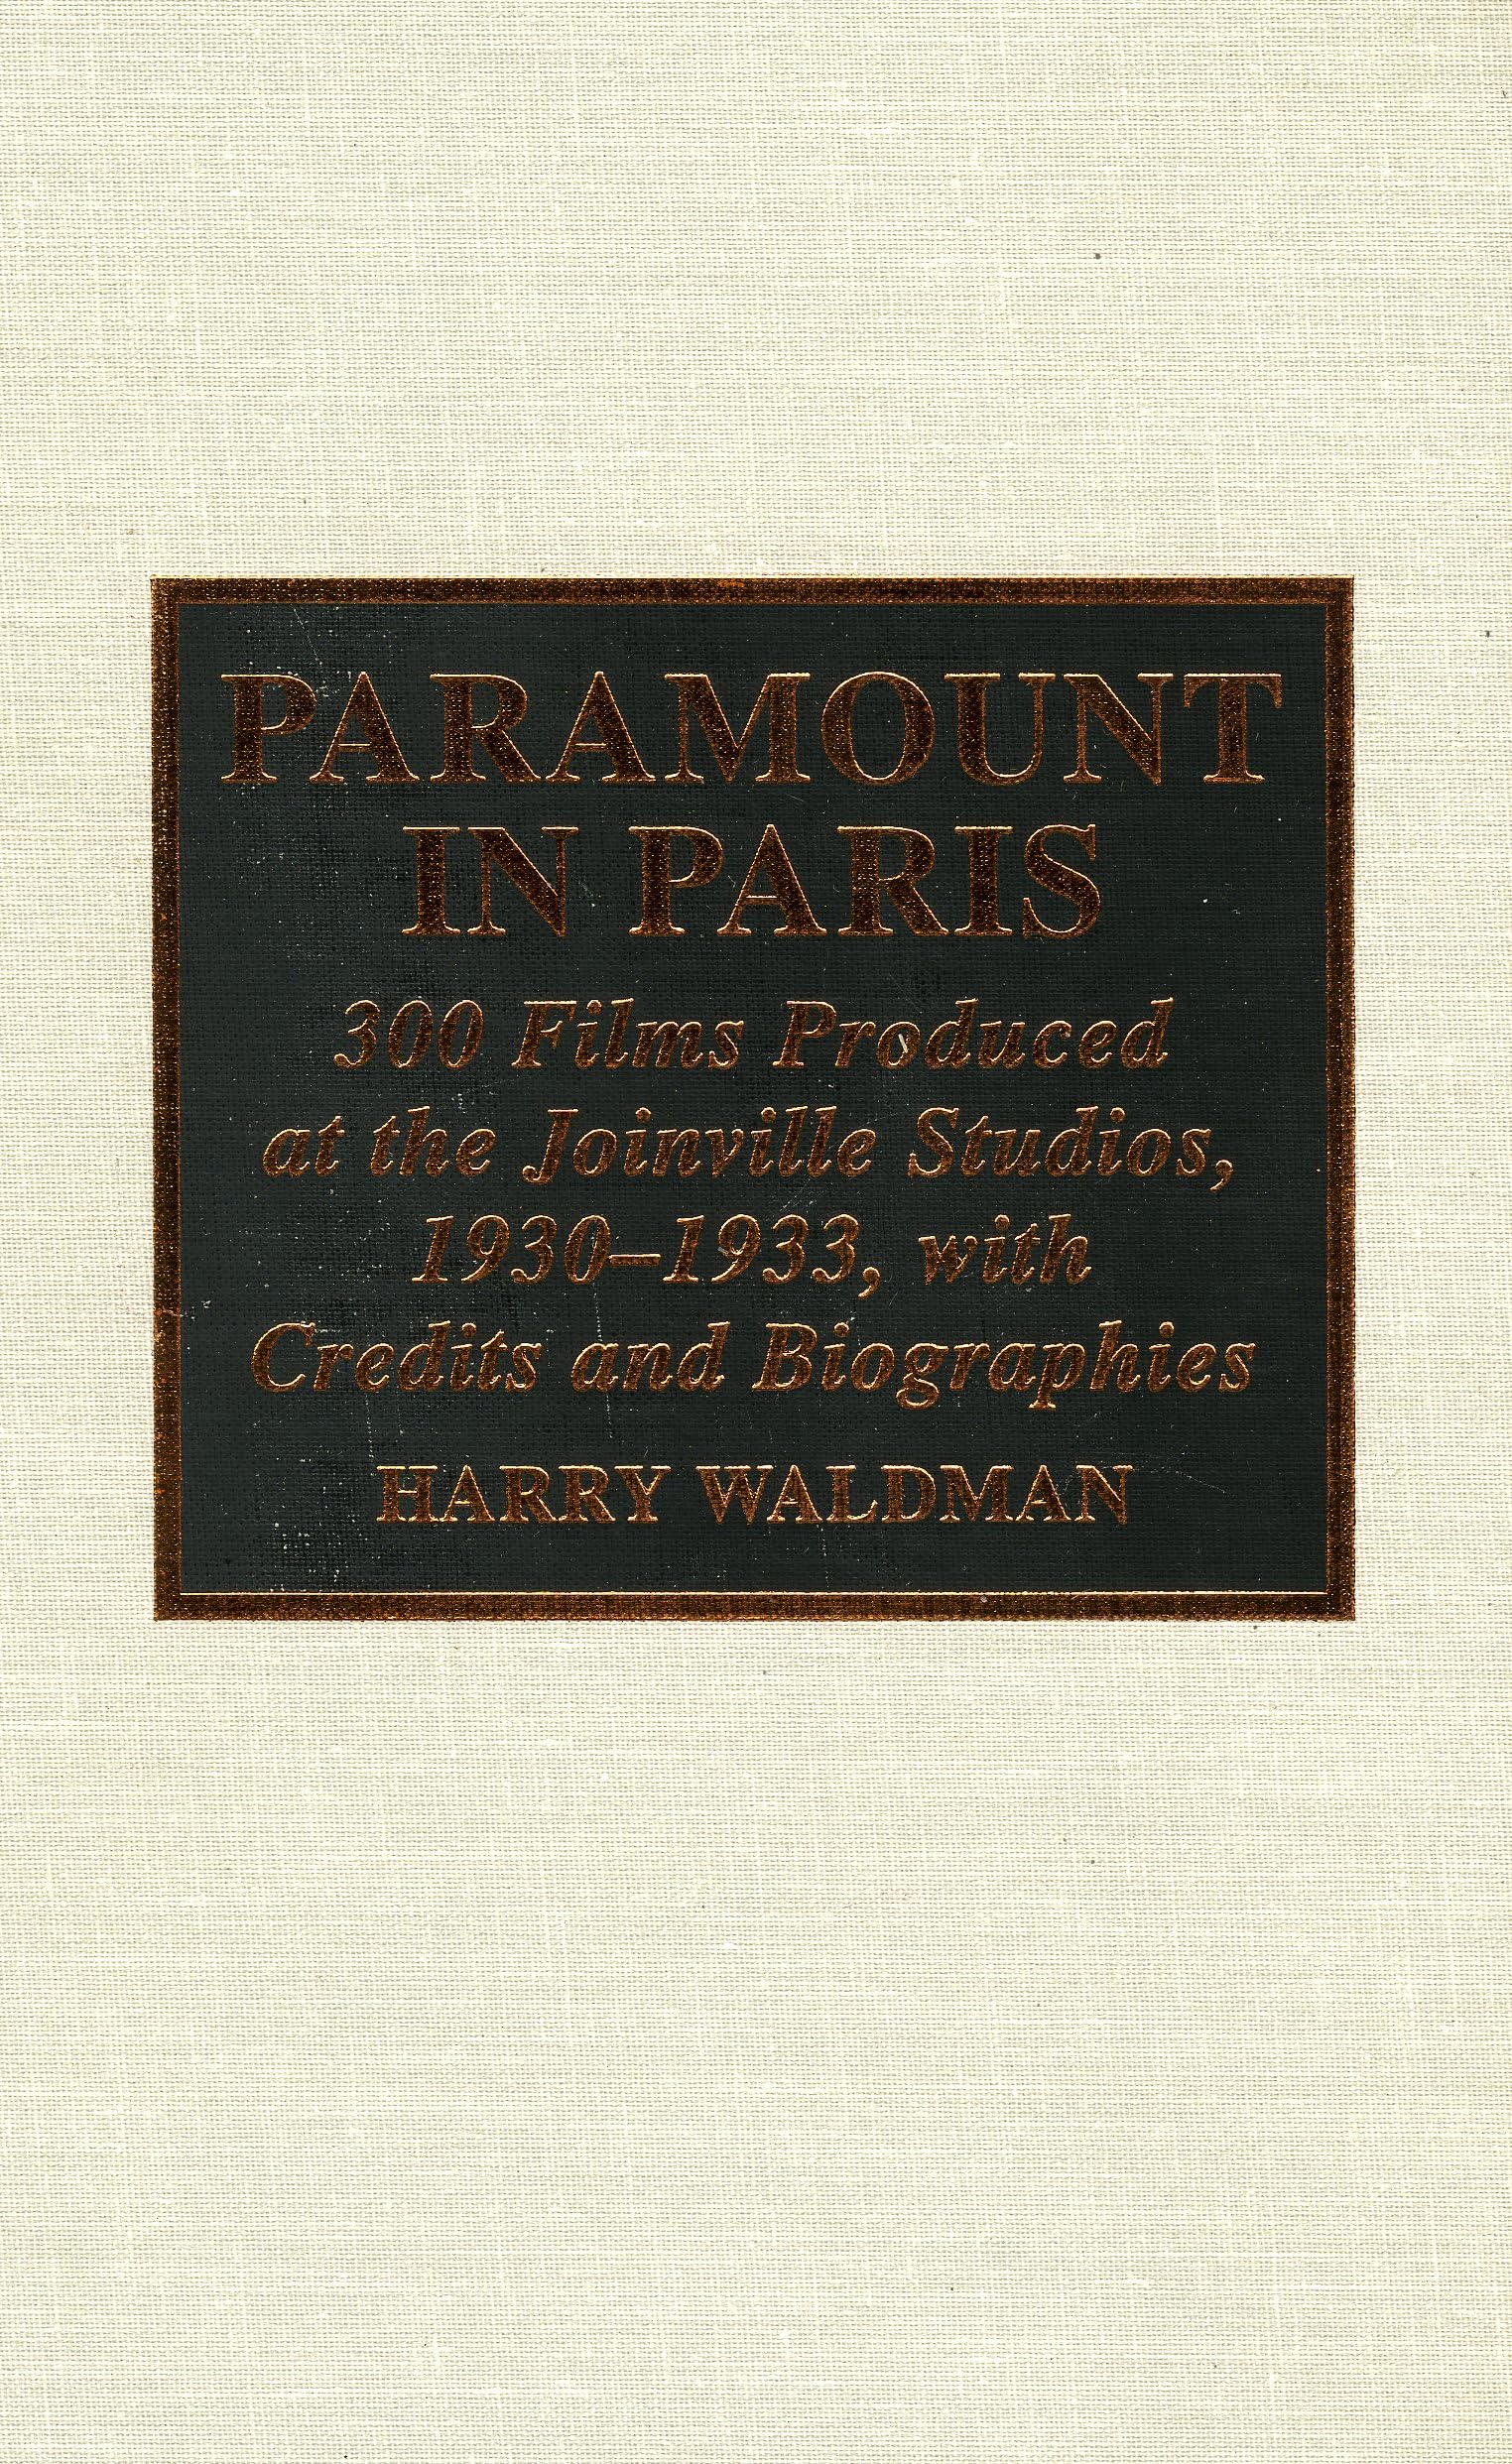 PARAMOUNT
IN PARIS
300 Films Produced
at the Joinville Studios,
1930–1933, with
Credits and Biographies
HARRY WALDMAN